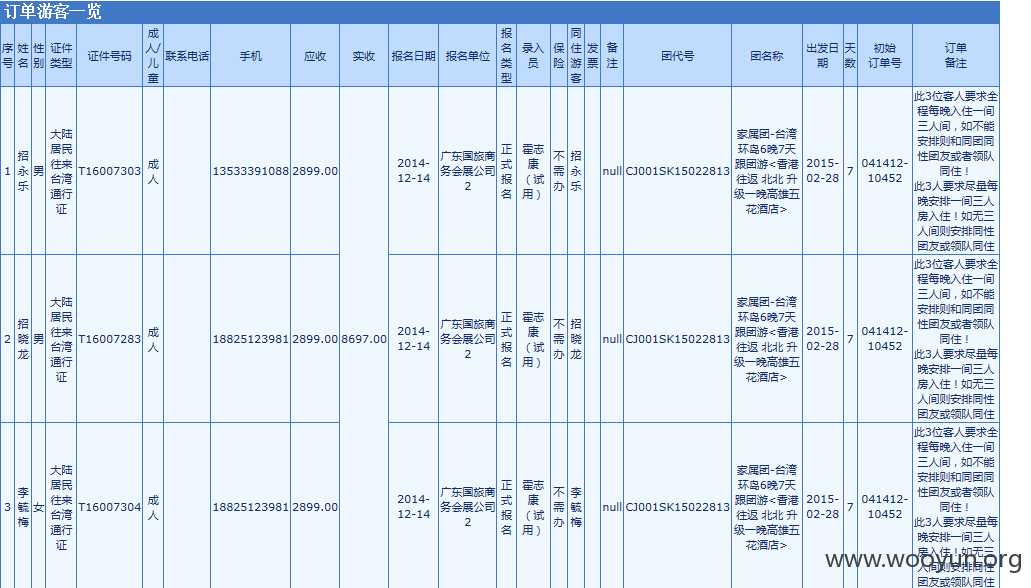 订单游客一览
序号 姓名 性别 证件类型 证件号码 成人/儿童 联系电话 手机 应收 实收 报名日期 报名单位 报名类型 录入员 保险 同住游客 发票 备注 团代号 团名称 出发日期 天数 初始订单号 订单备注
1 招永乐 男 大陆居民往来台湾通行证 T16007303 成人 13533391088 2899.00 2014-12-14 广东国旅商务会展公司2 正式报名 霍志康（试用） 不需办 招永乐 null CJ001SK15022813 家属团-台湾环岛6晚7天跟团游<香港往返 北北 升级一晚高雄五花酒店> 2015-02-28 7 041412-10452 此3位客人要求全程每晚入住一间三人间，如不能安排则和同团同性团友或者领队同住！此3人要求尽量每晚安排一间三人房入住！如无三人间则安排同性团友或领队同住
2 招晓龙 男 大陆居民往来台湾通行证 T16007283 成人 18825123981 2899.00 8697.00 2014-12-14 广东国旅商务会展公司2 正式报名 霍志康（试用） 不需办 招晓龙 null CJ001SK15022813 家属团-台湾环岛6晚7天跟团游<香港往返 北北 升级一晚高雄五花酒店> 2015-02-28 7 041412-10452 此3位客人要求全程每晚入住一间三人间，如不能安排则和同团同性团友或者领队同住！此3人要求尽量每晚安排一间三人房入住！如无三人间则安排同性团友或领队同住
3 李毓梅 女 大陆居民往来台湾通行证 T16007304 成人 18825123981 2899.00 2014-12-14 广东国旅商务会展公司2 正式报名 霍志康（试用） 不需办 李毓梅 null CJ001SK15022813 家属团-台湾环岛6晚7天跟团游<香港往返 北北 升级一晚高雄五花酒店> 2015-02-28 7 041412-10452 此3位客人要求全程每晚入住一间三人间，如不能安排则和同团同性团友或者领队同住！此3人要求尽量每晚安排一间三人房入住！如无三人间则安排同性团友或领队同住
www.wooyun.org